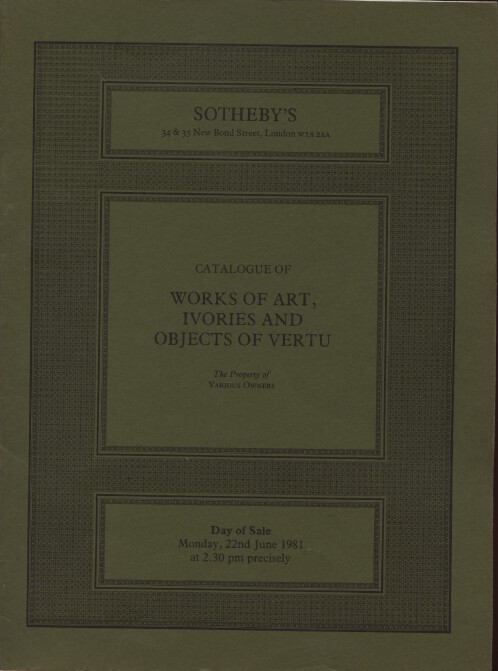 SOTHEBY'S
34 & 35 New Bond Street, London W1A 2AA
CATALOGUE OF
WORKS OF ART,
IVORIES AND
OBJECTS OF VERTU
The Property of
VARIOUS OWNERS
Day of Sale
Monday, 22nd June 1981
at 2.30 pm precisely